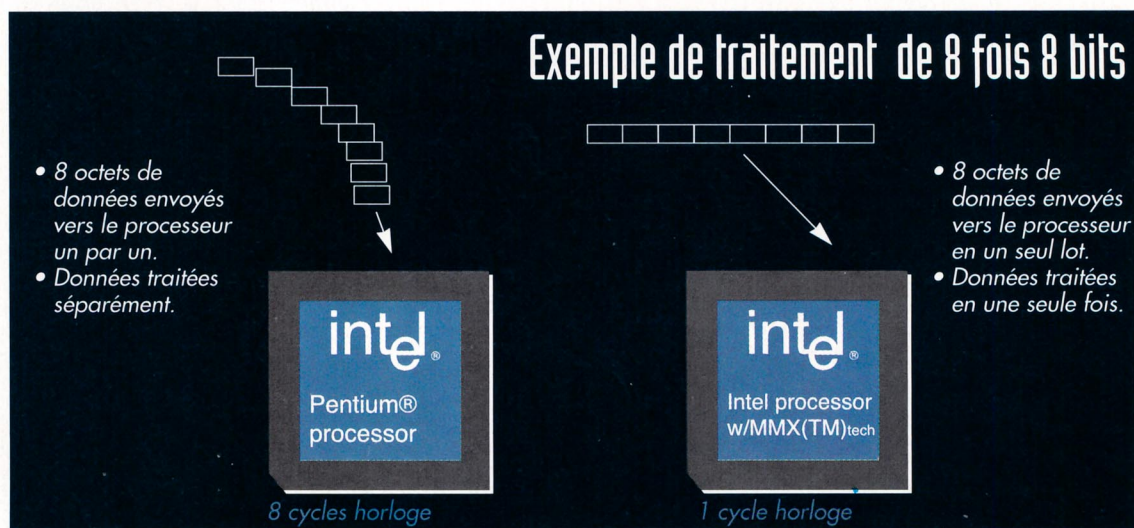 Exemple de traitement de 8 fois 8 bits
• 8 octets de
données envoyés
vers le processeur
un par un.
• Données traitées
séparément.
intel®
Pentium®
processor
8 cycles horloge
• 8 octets de
données envoyés
vers le processeur
en un seul lot.
• Données traitées
en une seule fois.
intel®
Intel processor
w/MMX(TM)tech
1 cycle horloge